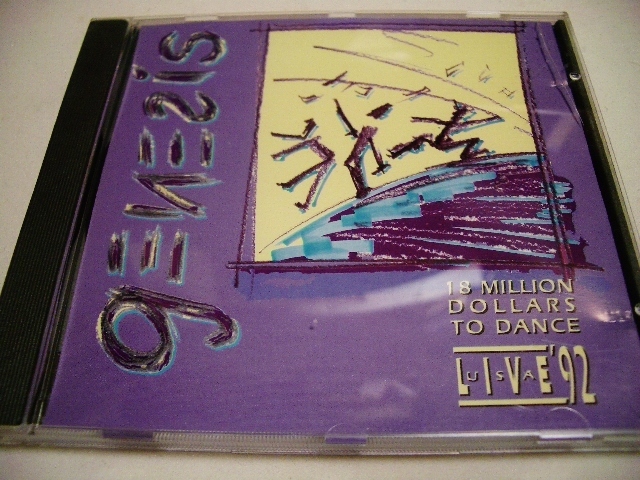 genesis
18 MILLION
DOLLARS
TO DANCE
LIVE '92
USA